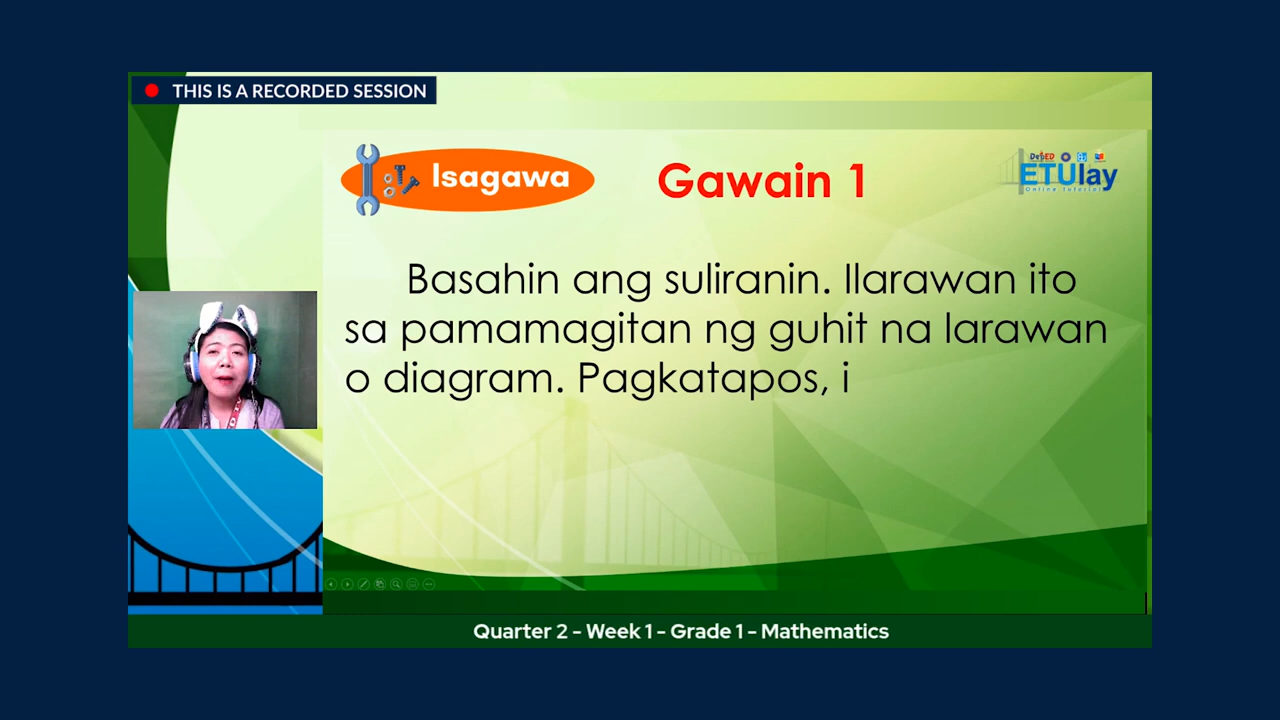 THIS IS A RECORDED SESSION
Isagawa
Gawain 1
DepED
ETUlay
Online Tutorial
Basahin ang suliranin. Ilarawan ito
sa pamamagitan ng guhit na larawan
o diagram. Pagkatapos, i
Quarter 2 - Week 1 - Grade 1 - Mathematics